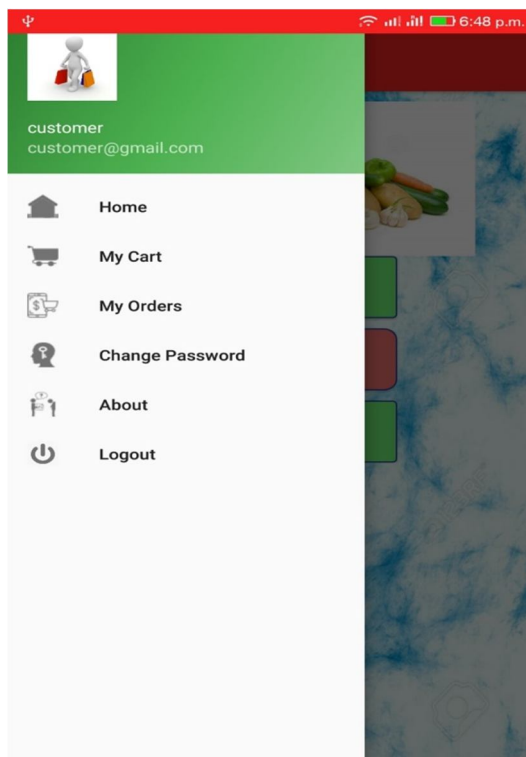 6:48 p.m.
customer
customer@gmail.com
Home
My Cart
My Orders
Change Password
About
Logout